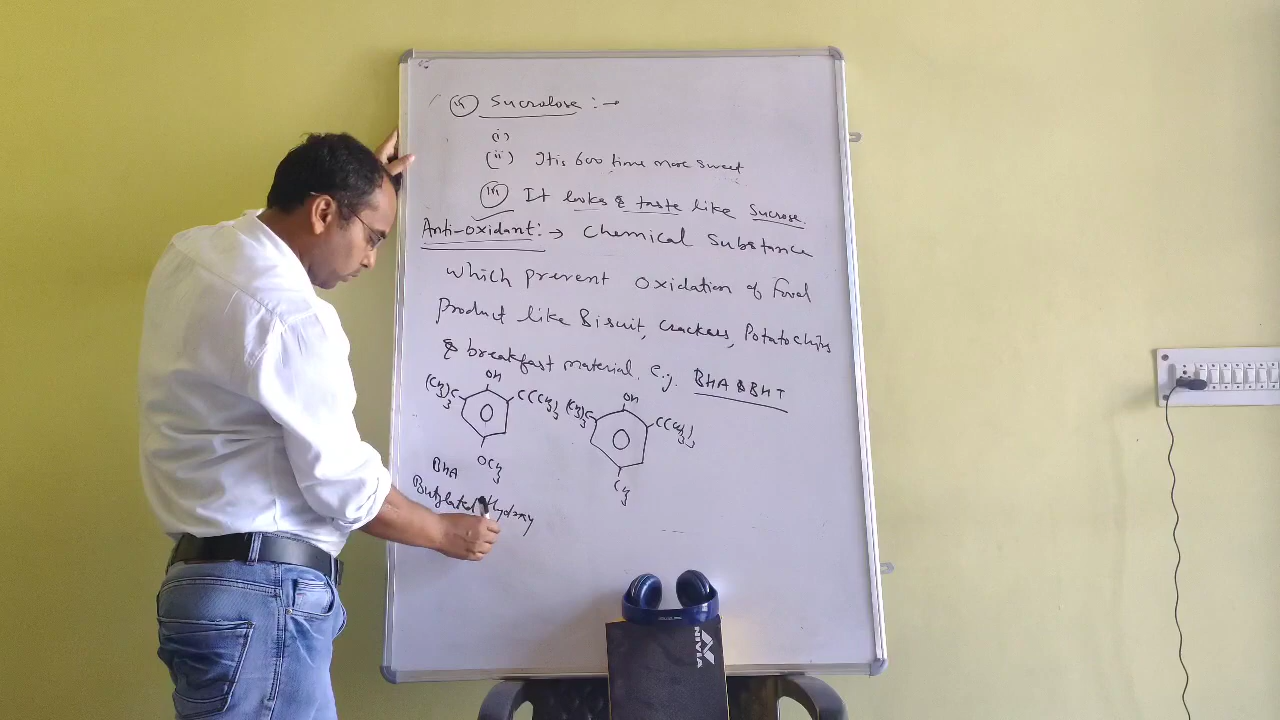 iv Sucralose :→
(i)
(ii) It is 600 time more sweet
iii It looks & taste like Sucrose.
Anti-oxidant :→ Chemical Substance
which prevent Oxidation of Food
Product like Biscuit, Crackers, Potato chips
& breakfast material. e.g. BHA & BHT
OH
(CH3)3C C(CH3)3
OCH3
OH
(CH3)3C C(CH3)3
CH3
BHA
Butylated Hydroxy
NIVIA